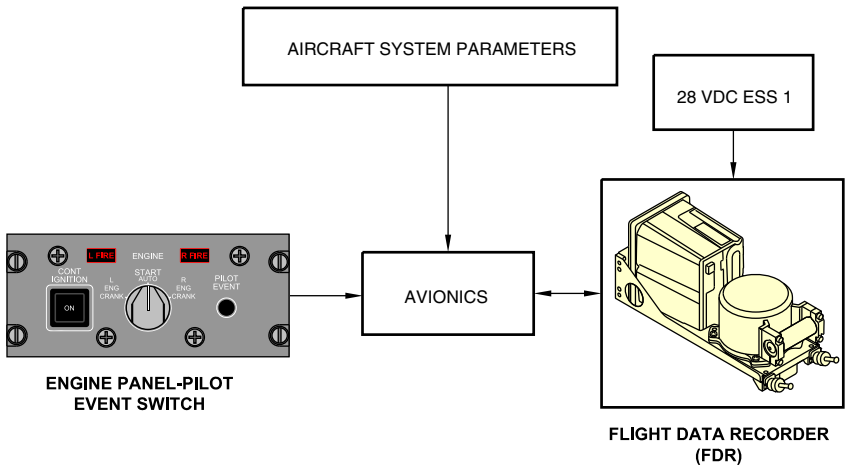 AIRCRAFT SYSTEM PARAMETERS
28 VDC ESS 1
L FIRE ENGINE R FIRE
CONT
IGNITION
ON
L
ENG
CRANK
START
AUTO
R
ENG
CRANK
PILOT
EVENT
AVIONICS
ENGINE PANEL-PILOT
EVENT SWITCH
FLIGHT DATA RECORDER
(FDR)